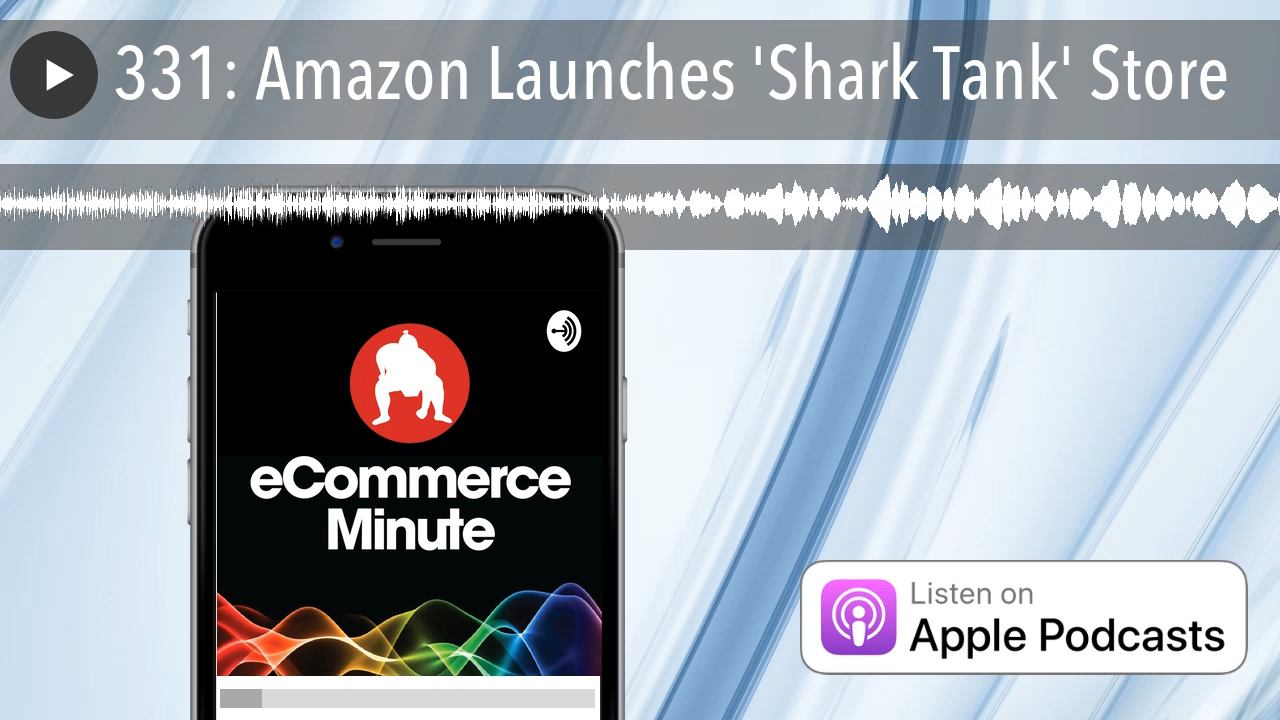 331: Amazon Launches 'Shark Tank' Store
eCommerce
Minute
Listen on
Apple Podcasts